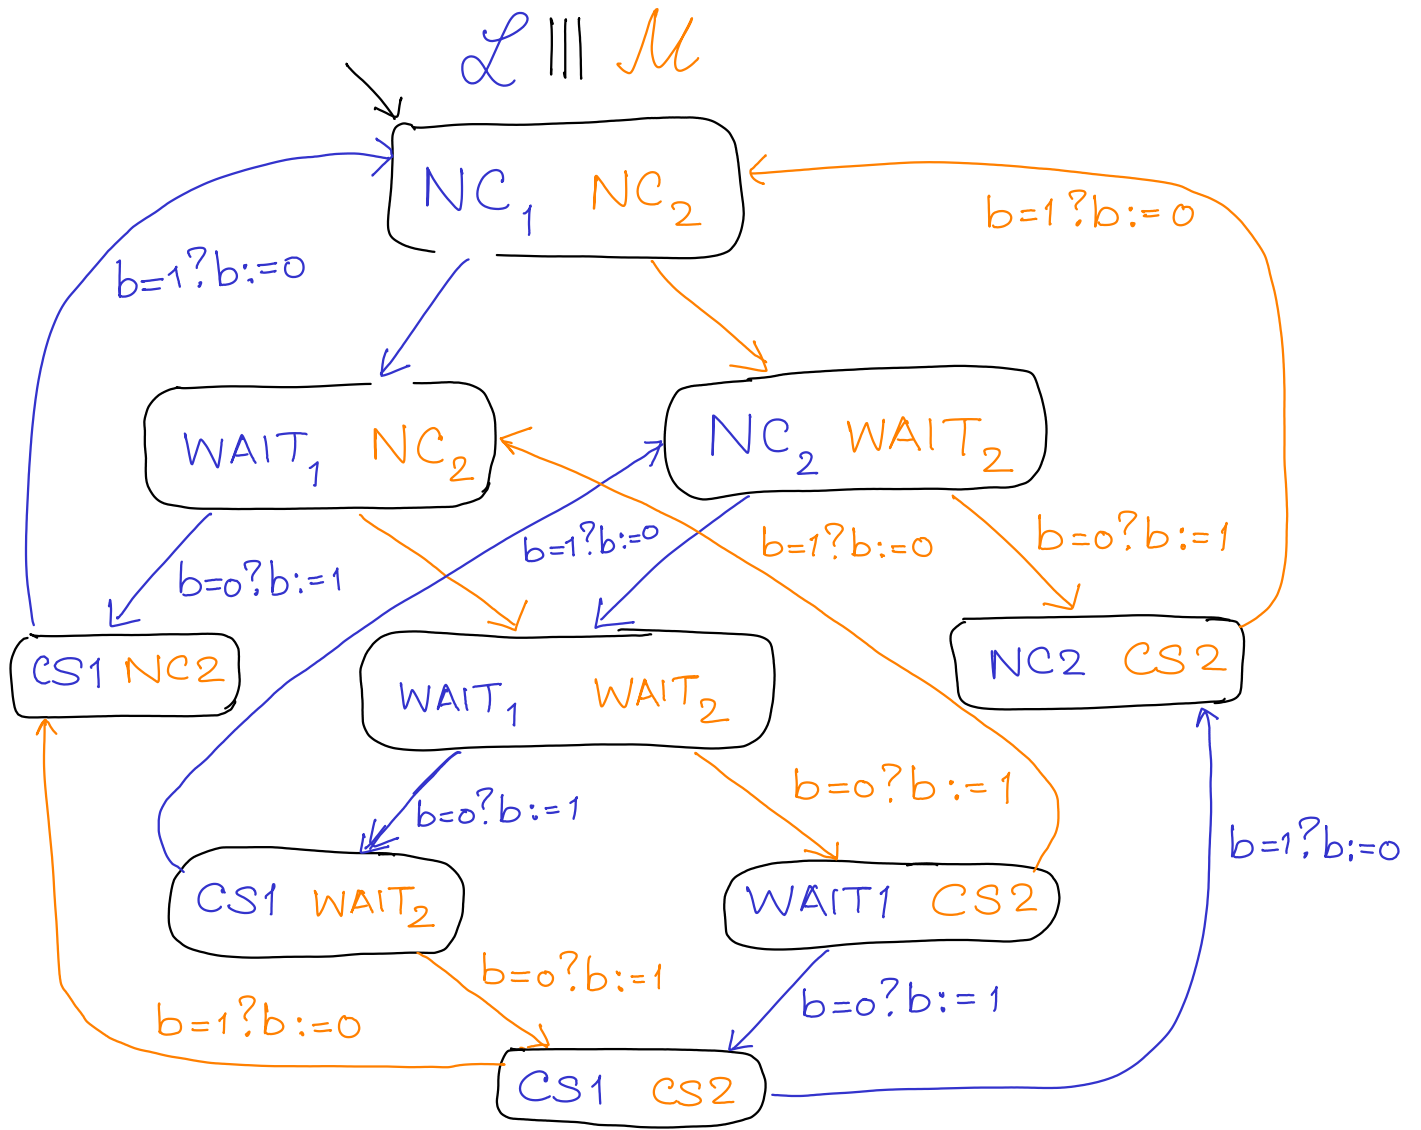 ℒ ||| ℳ
NC₁ NC₂
b=1?b:=0
b=1?b:=0
WAIT₁ NC₂
NC₂ WAIT₂
b=0?b:=1
b=1?b:=0
b=1?b:=0
b=0?b:=1
CS1 NC2
WAIT₁ WAIT₂
NC2 CS2
b=0?b:=1
b=0?b:=1
b=1?b:=0
CS1 WAIT₂
WAIT1 CS2
b=0?b:=1
b=0?b:=1
b=1?b:=0
CS1 CS2